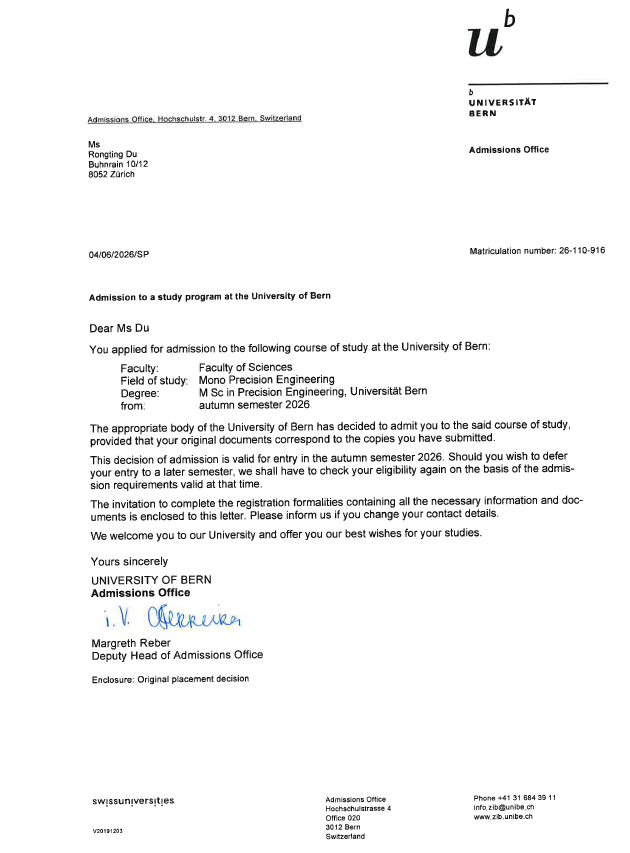 u b
b
UNIVERSITÄT
BERN
Admissions Office, Hochschulstr. 4, 3012 Bern, Switzerland
Admissions Office
Ms
Rongting Du
Buhnrain 10/12
8052 Zürich
04/06/2026/SP
Matriculation number: 26-110-916
Admission to a study program at the University of Bern
Dear Ms Du
You applied for admission to the following course of study at the University of Bern:
Faculty: Faculty of Sciences
Field of study: Mono Precision Engineering
Degree: M Sc in Precision Engineering, Universität Bern
from: autumn semester 2026
The appropriate body of the University of Bern has decided to admit you to the said course of study,
provided that your original documents correspond to the copies you have submitted.
This decision of admission is valid for entry in the autumn semester 2026. Should you wish to defer
your entry to a later semester, we shall have to check your eligibility again on the basis of the admis-
sion requirements valid at that time.
The invitation to complete the registration formalities containing all the necessary information and doc-
uments is enclosed to this letter. Please inform us if you change your contact details.
We welcome you to our University and offer you our best wishes for your studies.
Yours sincerely
UNIVERSITY OF BERN
Admissions Office
i.V.
Margreth Reber
Deputy Head of Admissions Office
Enclosure: Original placement decision
swissuniversities
V20191203
Admissions Office
Hochschulstrasse 4
Office 020
3012 Bern
Switzerland
Phone +41 31 684 39 11
info.zib@unibe.ch
www.zib.unibe.ch